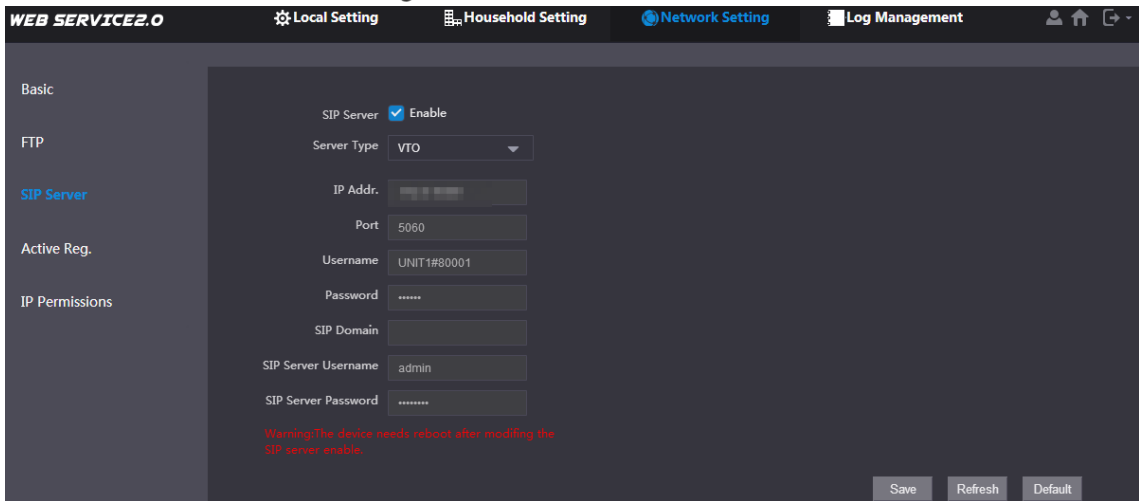 WEB SERVICE2.0 Local Setting Household Setting Network Setting Log Management
Basic
FTP
SIP Server
Active Reg.
IP Permissions
SIP Server Enable
Server Type VTO
IP Addr.
Port 5060
Username UNIT1#80001
Password ••••••
SIP Domain
SIP Server Username admin
SIP Server Password ••••••••
Warning:The device needs reboot after modifing the
SIP server enable.
Save Refresh Default